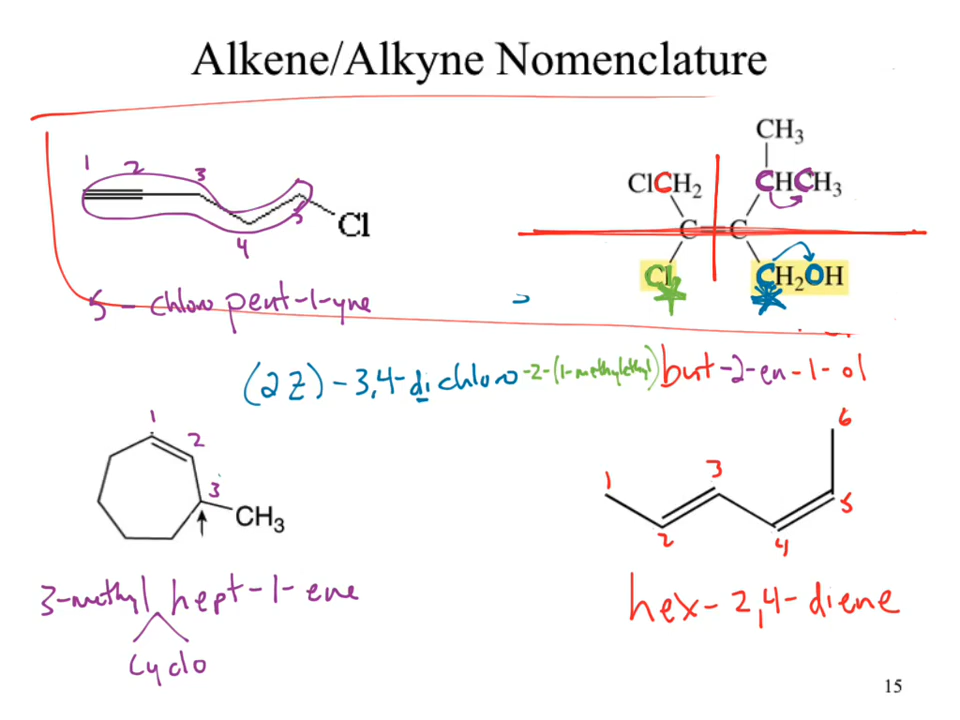 Alkene/Alkyne Nomenclature
CH3
1 2 3 4 5
Cl
ClCH2
CHCH3
C=C
Cl
CH2OH
5-chloro pent-1-yne
(2Z)-3,4-dichloro-2-(1-methylethyl)but-2-en-1-ol
1 2 3
CH3
1 2 3 4 5 6
3-methyl hept-1-ene
cyclo
hex-2,4-diene
15